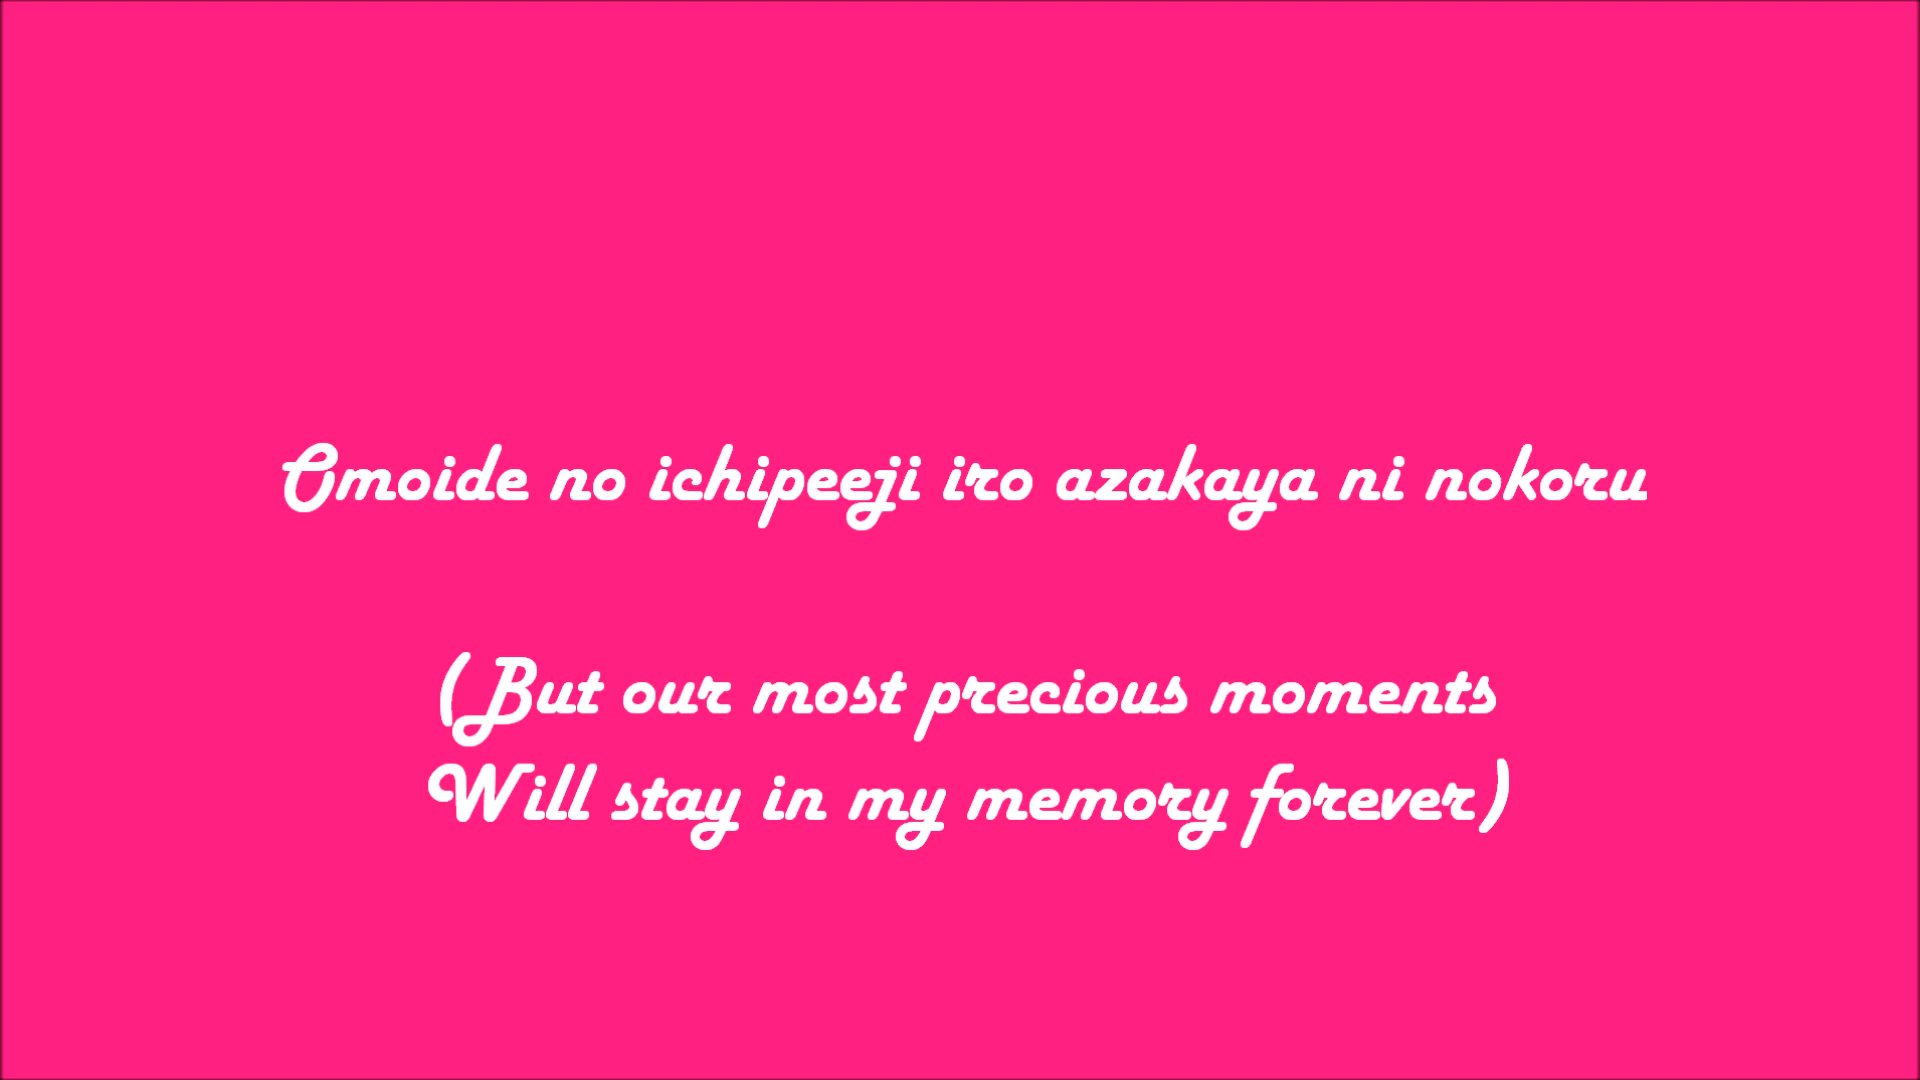 Omoide no ichipeeji iro azakaya ni nokoru
(But our most precious moments
Will stay in my memory forever)